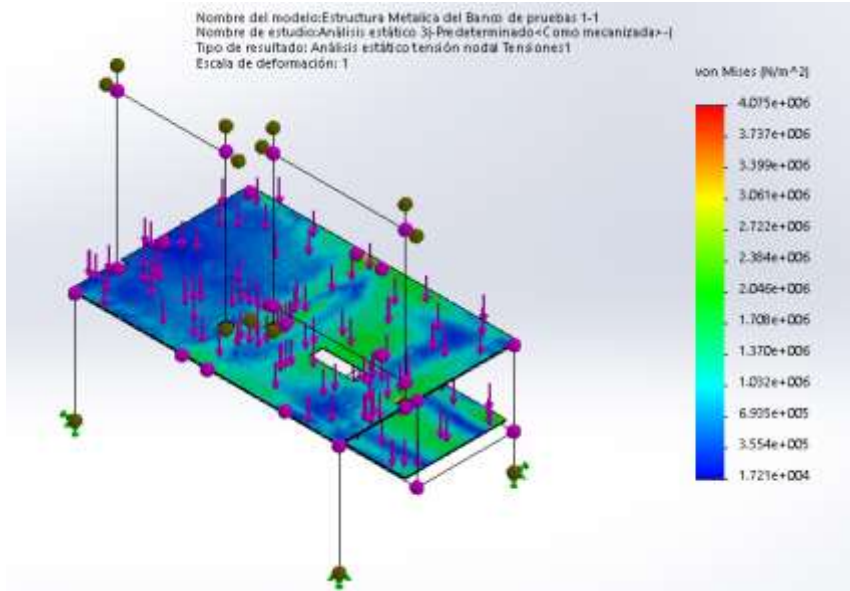 Nombre del modelo:Estructura Metalica del Banco de pruebas 1-1
Nombre de estudio:Análisis estático 3(-Predeterminado<Como mecanizada>-)
Tipo de resultado: Análisis estático tensión nodal Tensiones1
Escala de deformación: 1
von Mises (N/m^2)
4.075e+006
3.737e+006
3.399e+006
3.061e+006
2.722e+006
2.384e+006
2.046e+006
1.708e+006
1.370e+006
1.032e+006
6.935e+005
3.554e+005
1.721e+004